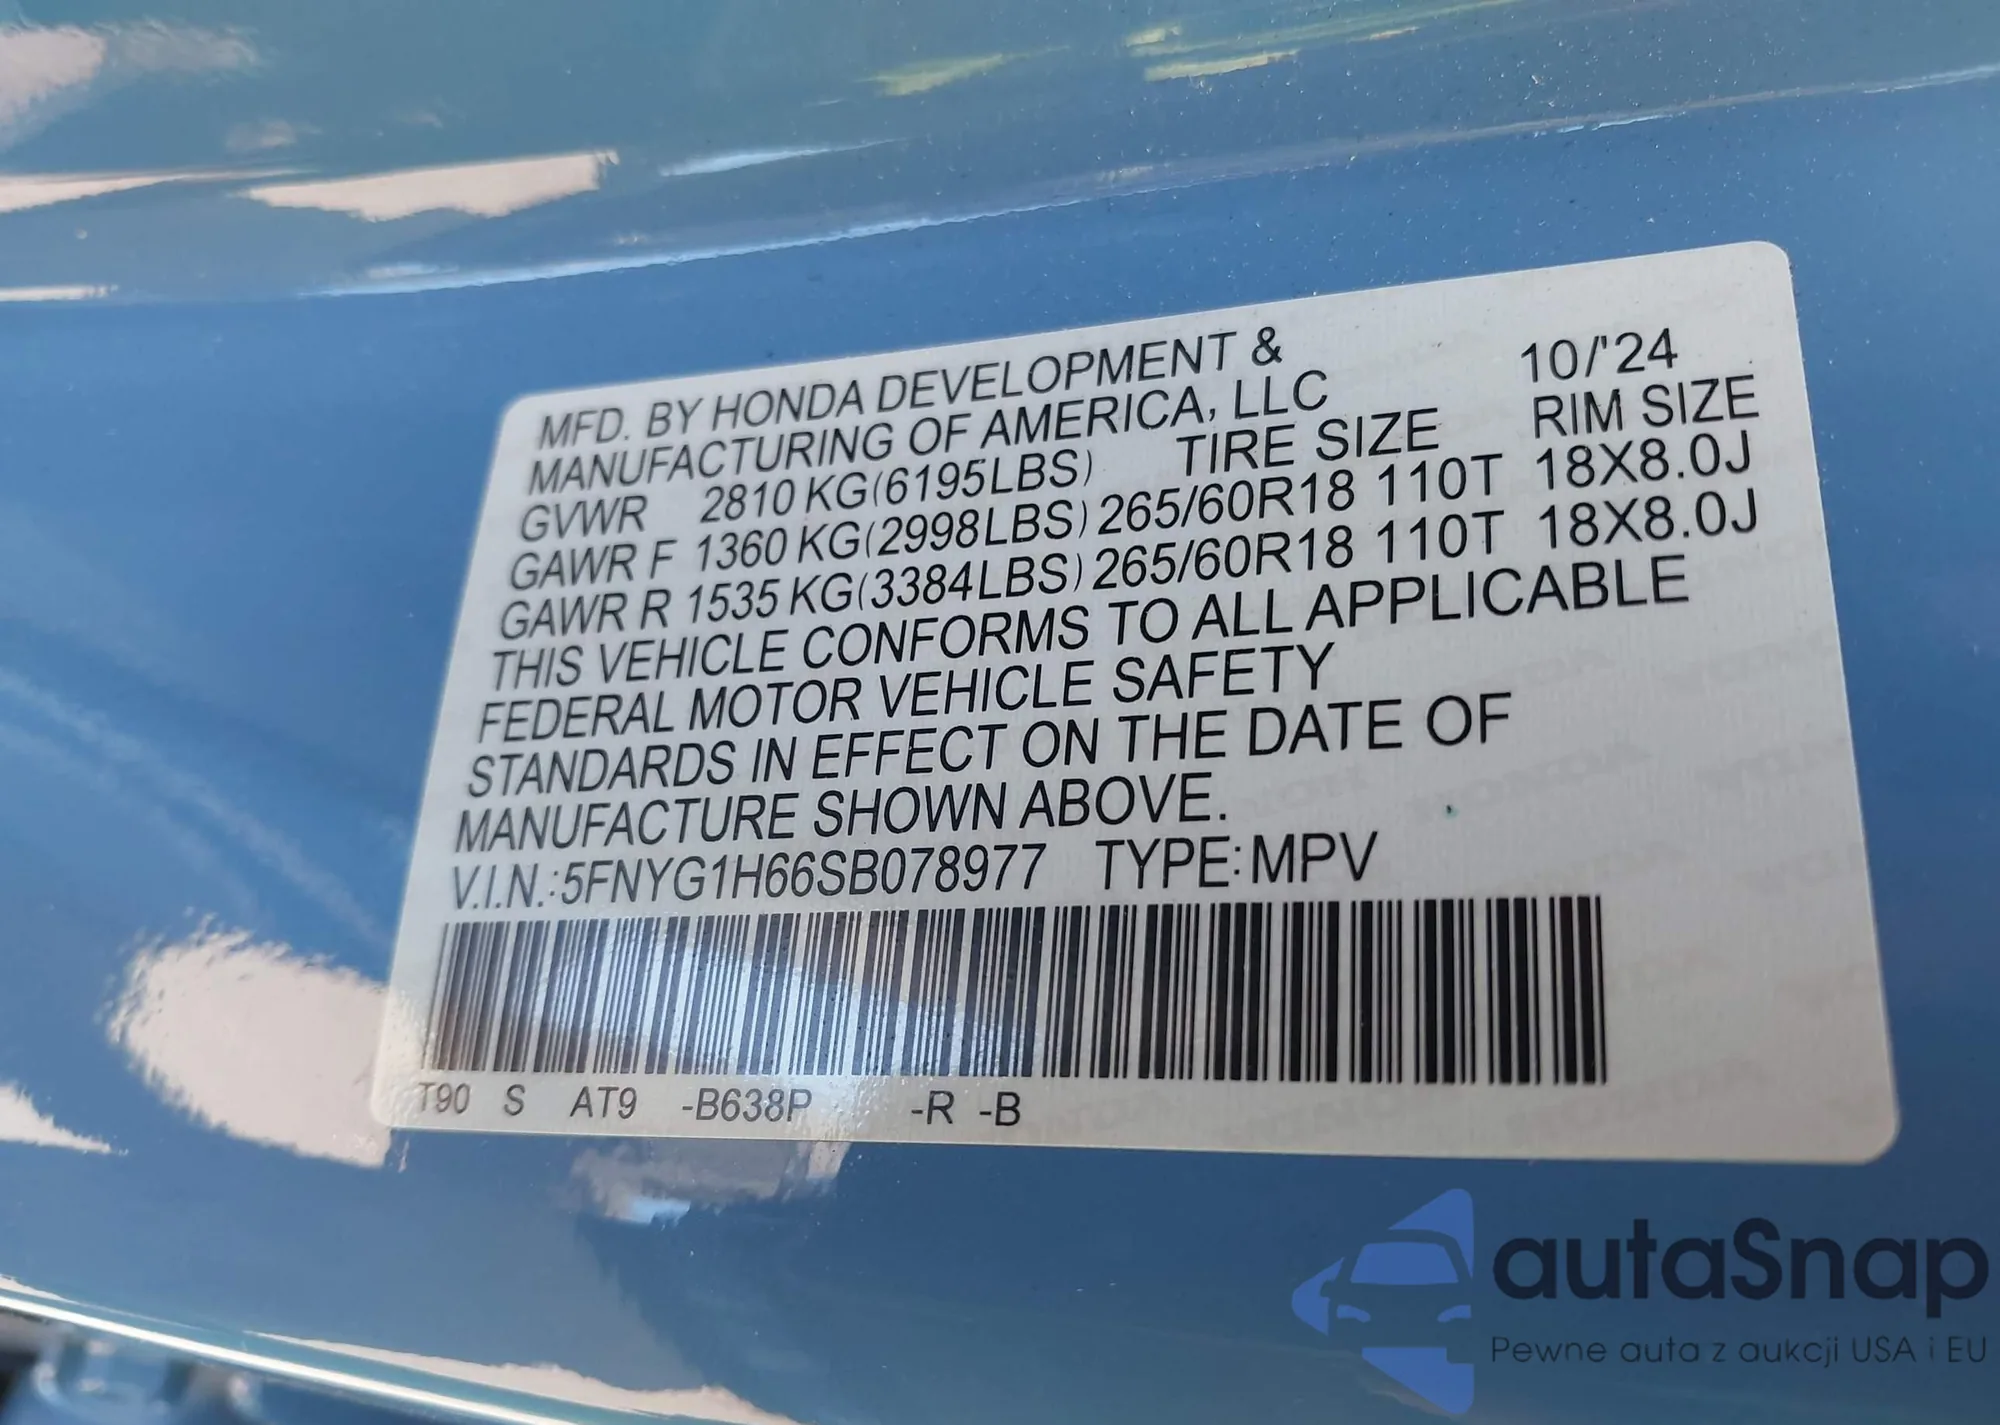 MFD. BY HONDA DEVELOPMENT & 10/'24
MANUFACTURING OF AMERICA, LLC
GVWR 2810 KG(6195LBS) TIRE SIZE RIM SIZE
GAWR F 1360 KG(2998LBS) 265/60R18 110T 18X8.0J
GAWR R 1535 KG(3384LBS) 265/60R18 110T 18X8.0J
THIS VEHICLE CONFORMS TO ALL APPLICABLE
FEDERAL MOTOR VEHICLE SAFETY
STANDARDS IN EFFECT ON THE DATE OF
MANUFACTURE SHOWN ABOVE.
V.I.N.:5FNYG1H66SB078977 TYPE:MPV
T90 S AT9 -B638P -R -B
autaSnap
Pewne auta z aukcji USA i EU